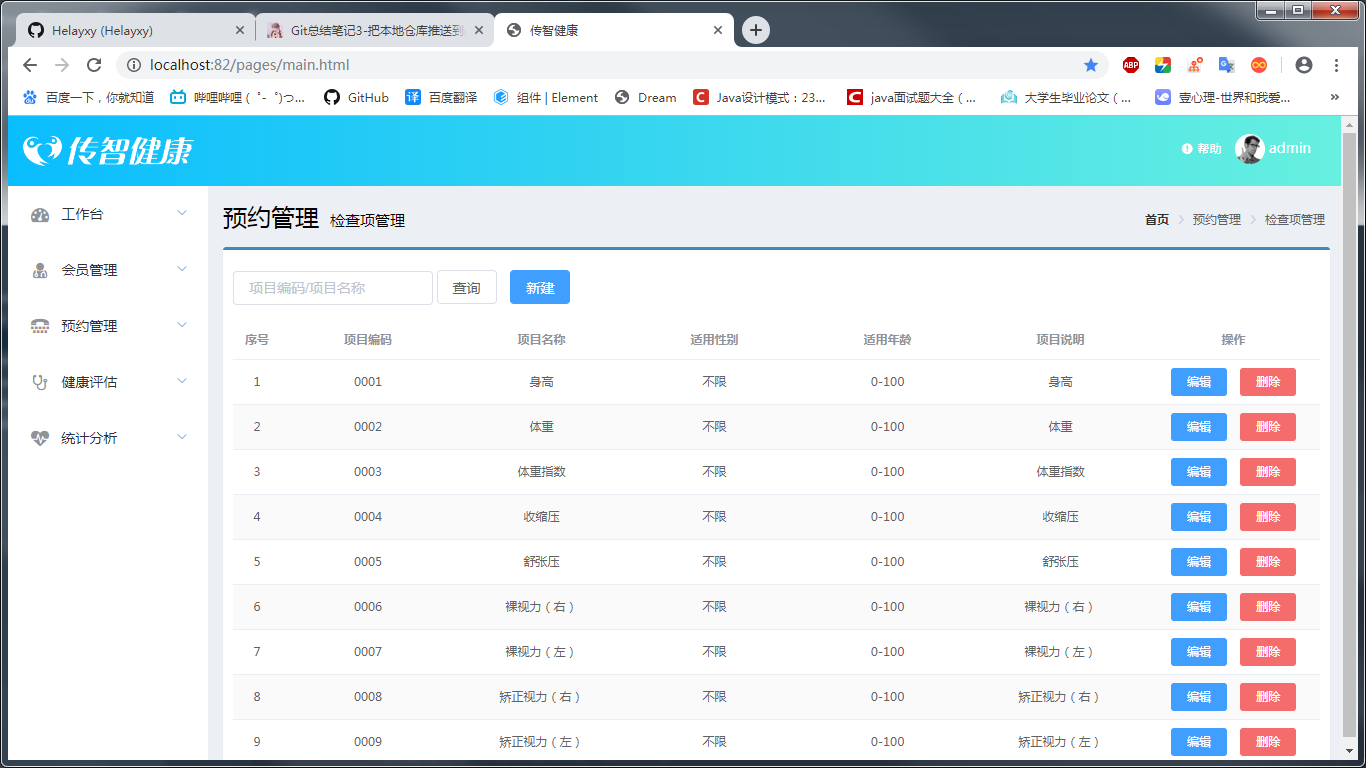 Helayxy (Helayxy)
Git总结笔记3-把本地仓库推送到
传智健康
localhost:82/pages/main.html
ABP
百度一下，你就知道
哔哩哔哩 ( ゜- ゜)つ...
GitHub
译 百度翻译
组件 | Element
Dream
C Java设计模式：23...
C java面试题大全（...
大学生毕业论文（...
壹心理-世界和我爱...
»
传智健康
帮助
admin
工作台
会员管理
预约管理
健康评估
统计分析
预约管理 检查项管理
首页 > 预约管理 > 检查项管理
项目编码/项目名称 查询 新建
序号 项目编码 项目名称 适用性别 适用年龄 项目说明 操作
1 0001 身高 不限 0-100 身高 编辑 删除
2 0002 体重 不限 0-100 体重 编辑 删除
3 0003 体重指数 不限 0-100 体重指数 编辑 删除
4 0004 收缩压 不限 0-100 收缩压 编辑 删除
5 0005 舒张压 不限 0-100 舒张压 编辑 删除
6 0006 裸视力（右） 不限 0-100 裸视力（右） 编辑 删除
7 0007 裸视力（左） 不限 0-100 裸视力（左） 编辑 删除
8 0008 矫正视力（右） 不限 0-100 矫正视力（右） 编辑 删除
9 0009 矫正视力（左） 不限 0-100 矫正视力（左） 编辑 删除